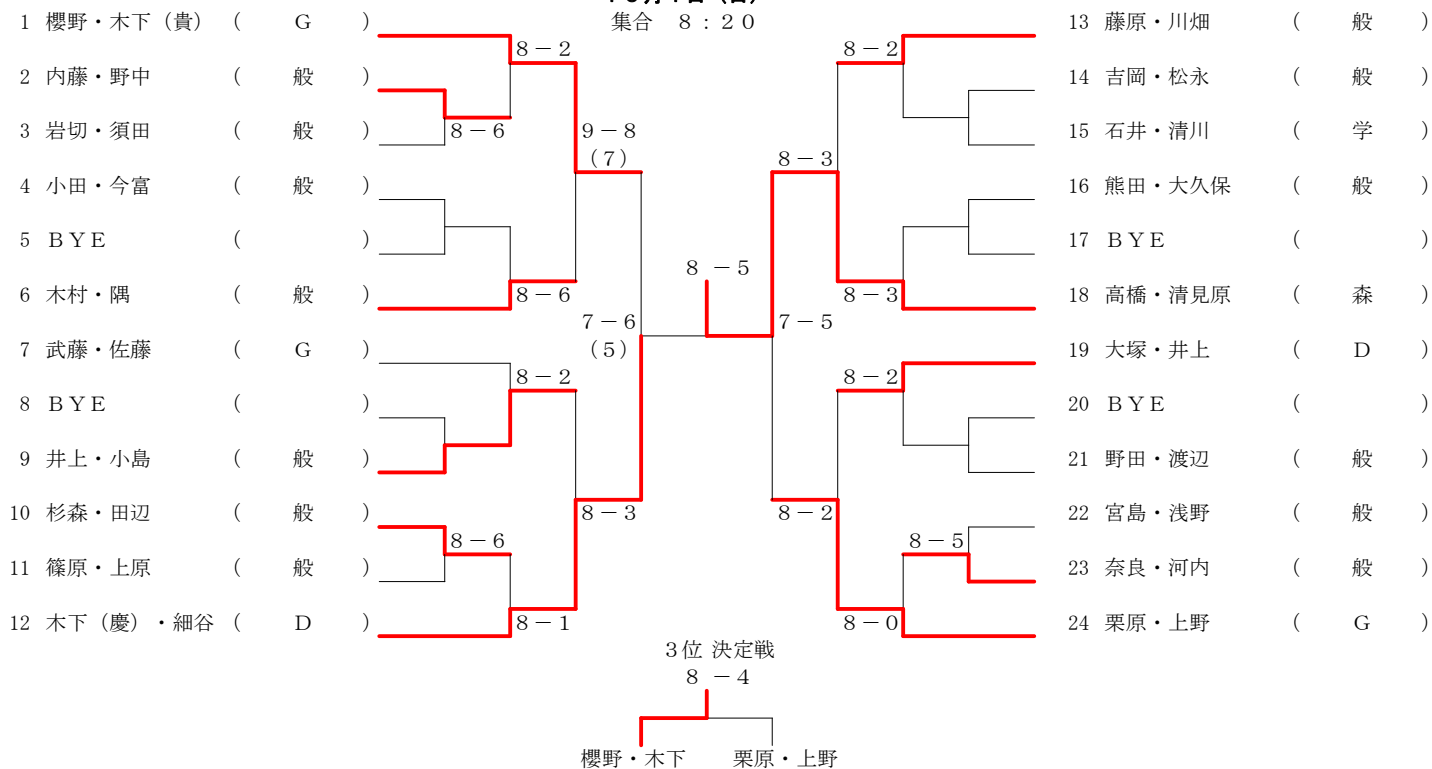 集合 8:20
1 櫻野・木下(貴) ( G )
2 内藤・野中 ( 般 )
3 岩切・須田 ( 般 )
4 小田・今富 ( 般 )
5 BYE ( )
6 木村・隅 ( 般 )
7 武藤・佐藤 ( G )
8 BYE ( )
9 井上・小島 ( 般 )
10 杉森・田辺 ( 般 )
11 篠原・上原 ( 般 )
12 木下(慶)・細谷 ( D )
8-2
8-6
9-8
(7)
8-6
7-6
(5)
8-2
8-3
8-6
8-1
8-5
8-2
8-3
8-3
7-5
8-2
8-2
8-5
8-0
13 藤原・川畑 ( 般 )
14 吉岡・松永 ( 般 )
15 石井・清川 ( 学 )
16 熊田・大久保 ( 般 )
17 BYE ( )
18 高橋・清見原 ( 森 )
19 大塚・井上 ( D )
20 BYE ( )
21 野田・渡辺 ( 般 )
22 宮島・浅野 ( 般 )
23 奈良・河内 ( 般 )
24 栗原・上野 ( G )
3位 決定戦
8-4
櫻野・木下 栗原・上野